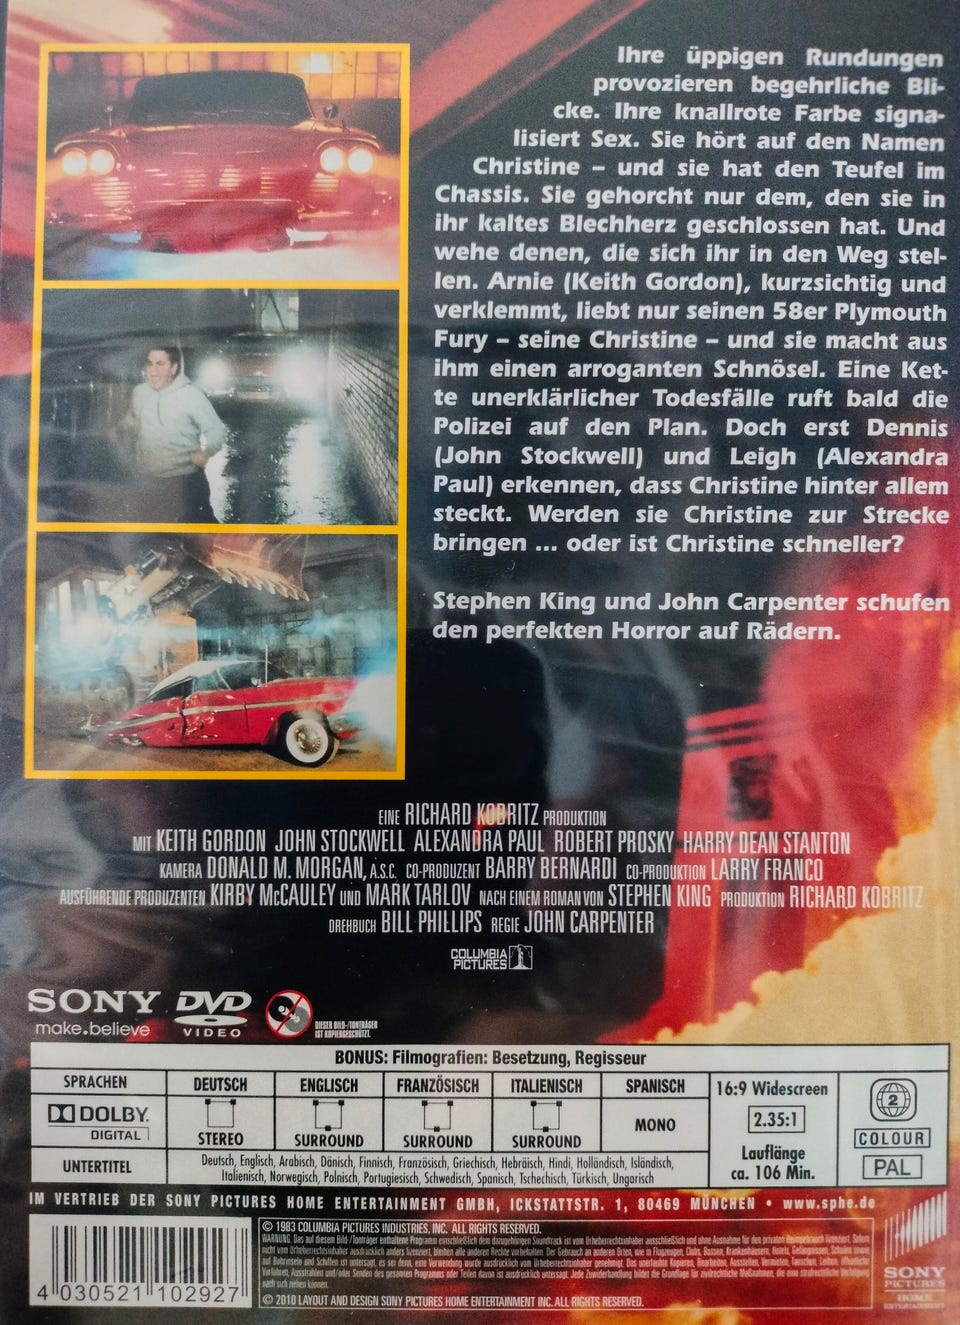 Ihre üppigen Rundungen
provozieren begehrliche Bli-
cke. Ihre knallrote Farbe signa-
lisiert Sex. Sie hört auf den Namen
Christine – und sie hat den Teufel im
Chassis. Sie gehorcht nur dem, den sie in
ihr kaltes Blechherz geschlossen hat. Und
wehe denen, die sich ihr in den Weg stel-
len. Arnie (Keith Gordon), kurzsichtig und
verklemmt, liebt nur seinen 58er Plymouth
Fury – seine Christine – und sie macht aus
ihm einen arroganten Schnösel. Eine Ket-
te unerklärlicher Todesfälle ruft bald die
Polizei auf den Plan. Doch erst Dennis
(John Stockwell) und Leigh (Alexandra
Paul) erkennen, dass Christine hinter allem
steckt. Werden sie Christine zur Strecke
bringen ... oder ist Christine schneller?
Stephen King und John Carpenter schufen
den perfekten Horror auf Rädern.
EINE RICHARD KOBRITZ PRODUKTION
MIT KEITH GORDON JOHN STOCKWELL ALEXANDRA PAUL ROBERT PROSKY HARRY DEAN STANTON
KAMERA DONALD M. MORGAN, A.S.C. CO-PRODUZENT BARRY BERNARDI CO-PRODUKTION LARRY FRANCO
AUSFÜHRENDE PRODUZENTEN KIRBY McCAULEY UND MARK TARLOV NACH EINEM ROMAN VON STEPHEN KING PRODUKTION RICHARD KOBRITZ
DREHBUCH BILL PHILLIPS REGIE JOHN CARPENTER
COLUMBIA
PICTURES
SONY
make.believe
DVD
VIDEO
DIESER BILD-/TONTRÄGER
IST KOPIERGESCHÜTZT.
BONUS: Filmografien: Besetzung, Regisseur
SPRACHEN DEUTSCH ENGLISCH FRANZÖSISCH ITALIENISCH SPANISCH
DOLBY
DIGITAL
STEREO SURROUND SURROUND SURROUND MONO
UNTERTITEL
Deutsch, Englisch, Arabisch, Dänisch, Finnisch, Französisch, Griechisch, Hebräisch, Hindi, Holländisch, Isländisch,
Italienisch, Norwegisch, Polnisch, Portugiesisch, Schwedisch, Spanisch, Tschechisch, Türkisch, Ungarisch
16:9 Widescreen
2.35:1
Lauflänge
ca. 106 Min.
2
COLOUR
PAL
IM VERTRIEB DER SONY PICTURES HOME ENTERTAINMENT GMBH, ICKSTATTSTR. 1, 80469 MÜNCHEN • www.sphe.de
4 030521 102927
© 1983 COLUMBIA PICTURES INDUSTRIES, INC. ALL RIGHTS RESERVED.
© 2010 LAYOUT AND DESIGN SONY PICTURES HOME ENTERTAINMENT INC. ALL RIGHTS RESERVED.
SONY
PICTURES
HOME
ENTERTAINMENT